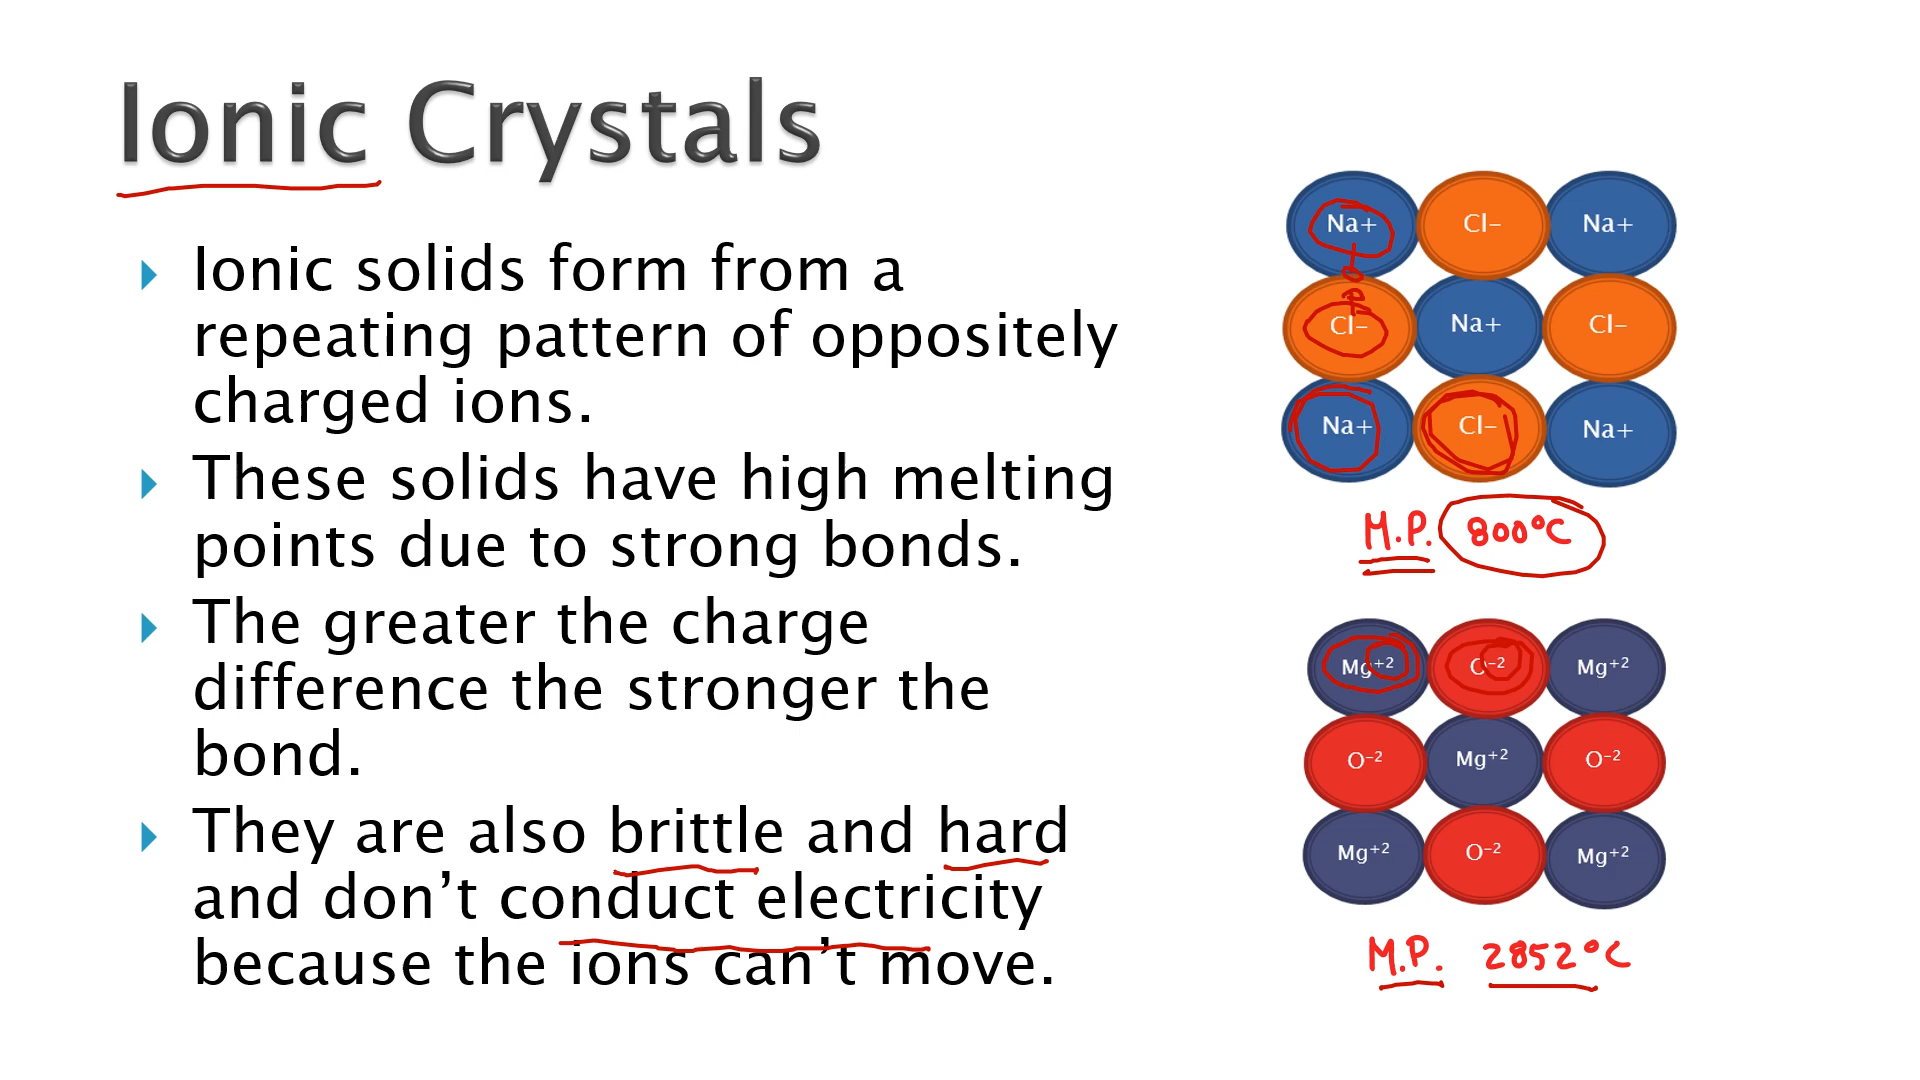 Ionic Crystals
Ionic solids form from a
repeating pattern of oppositely
charged ions.
These solids have high melting
points due to strong bonds.
The greater the charge
difference the stronger the
bond.
They are also brittle and hard
and don’t conduct electricity
because the ions can’t move.
Na+ Cl- Na+
Cl- Na+ Cl-
Na+ Cl- Na+
M.P. 800°C
Mg⁺² O⁻² Mg⁺²
O⁻² Mg⁺² O⁻²
Mg⁺² O⁻² Mg⁺²
M.P. 2852°C